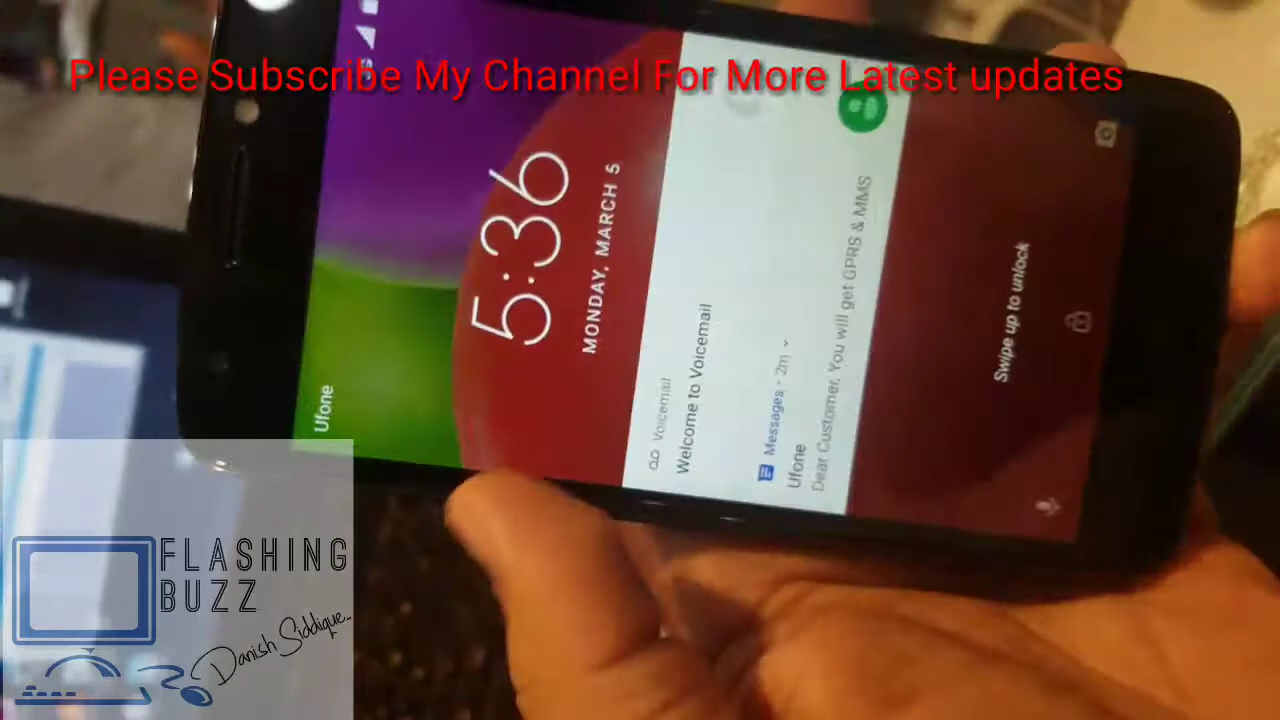 Please Subscribe My Channel For More Latest updates
Ufone
5:36
MONDAY, MARCH 5
Voicemail
Welcome to Voicemail
Messages • 2m
Ufone
Dear Customer, You will get GPRS & MMS
Swipe up to unlock
FLASHING
BUZZ
Danish Siddique..